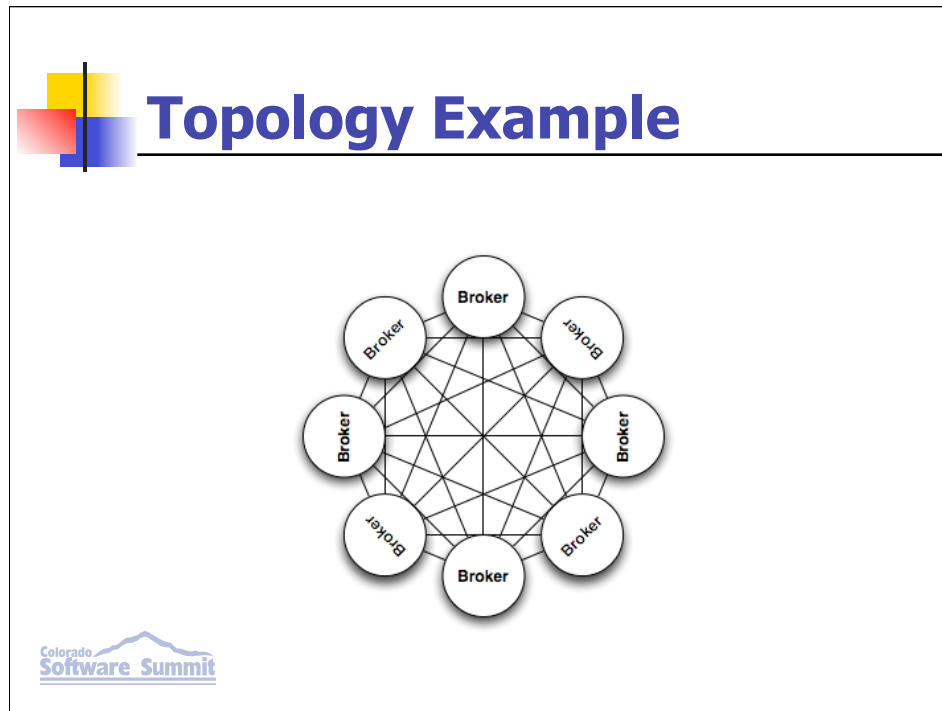 Topology Example
Broker
Broker
Broker
Broker
Broker
Broker
Broker
Broker
Colorado
Software Summit